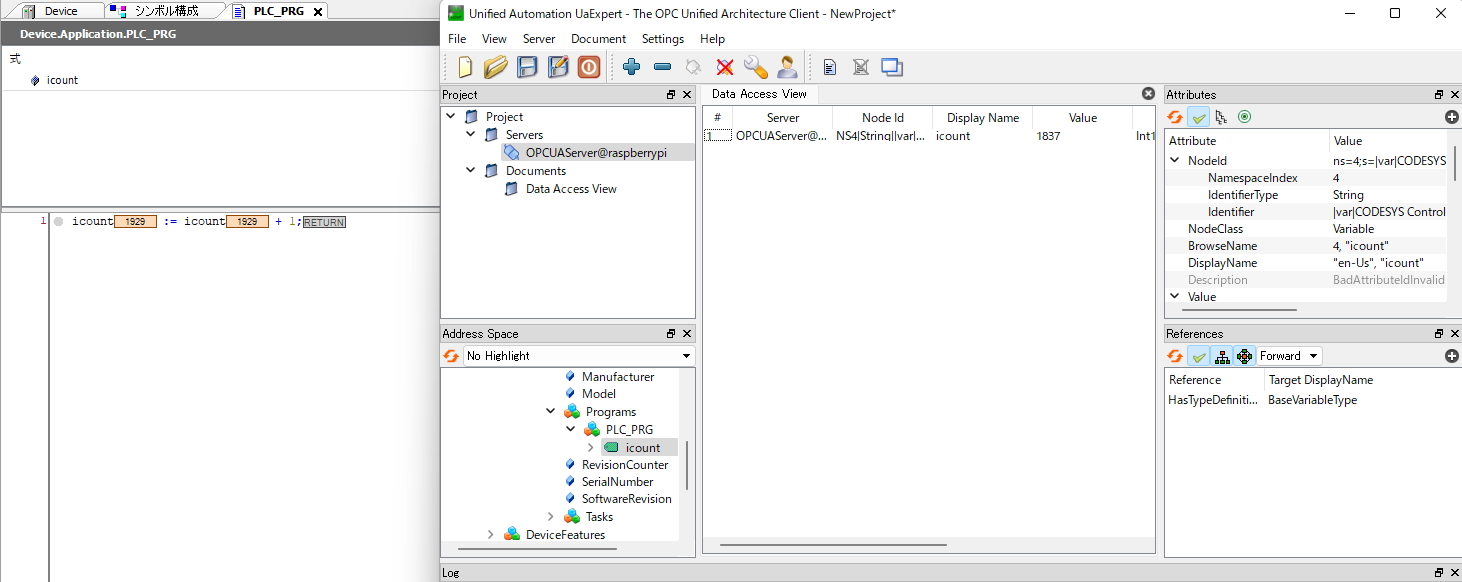 Device
シンボル構成
PLC_PRG
Device.Application.PLC_PRG
式
icount
1 icount 1929 := icount 1929 + 1; RETURN
Unified Automation UaExpert - The OPC Unified Architecture Client - NewProject*
File View Server Document Settings Help
Project
Project
Servers
OPCUAServer@raspberrypi
Documents
Data Access View
Address Space
No Highlight
Manufacturer
Model
Programs
PLC_PRG
icount
RevisionCounter
SerialNumber
SoftwareRevision
Tasks
DeviceFeatures
Data Access View
# Server Node Id Display Name Value
1 OPCUAServer@... NS4|String||var|... icount 1837 Int1
Attributes
Attribute Value
NodeId ns=4;s=|var|CODESYS
NamespaceIndex 4
IdentifierType String
Identifier |var|CODESYS Control
NodeClass Variable
BrowseName 4, "icount"
DisplayName "en-Us", "icount"
Description BadAttributeIdInvalid
Value
References
Forward
Reference Target DisplayName
HasTypeDefiniti... BaseVariableType
Log